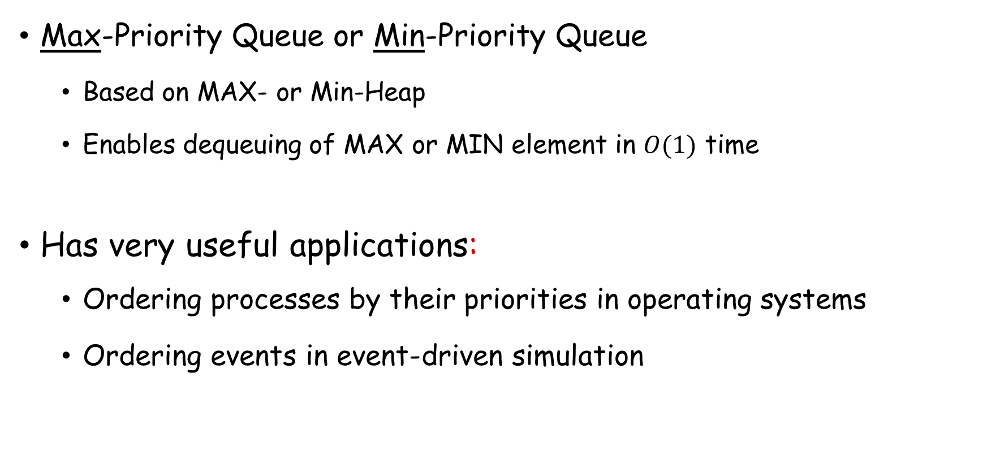 • Max-Priority Queue or Min-Priority Queue
• Based on MAX- or Min-Heap
• Enables dequeuing of MAX or MIN element in O(1) time
• Has very useful applications:
• Ordering processes by their priorities in operating systems
• Ordering events in event-driven simulation